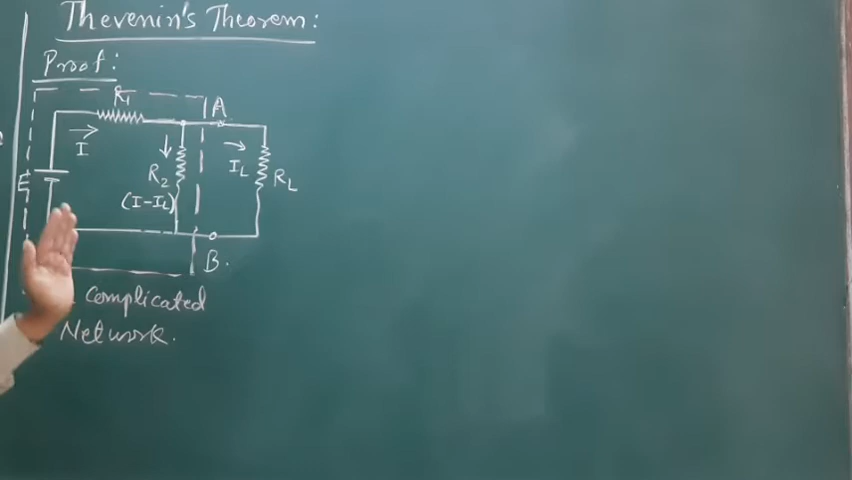 Thevenin's Theorem:
Proof:
R₁
A
I
I_L
R₂
R_L
E
(I-I_L)
B.
Complicated
Network.